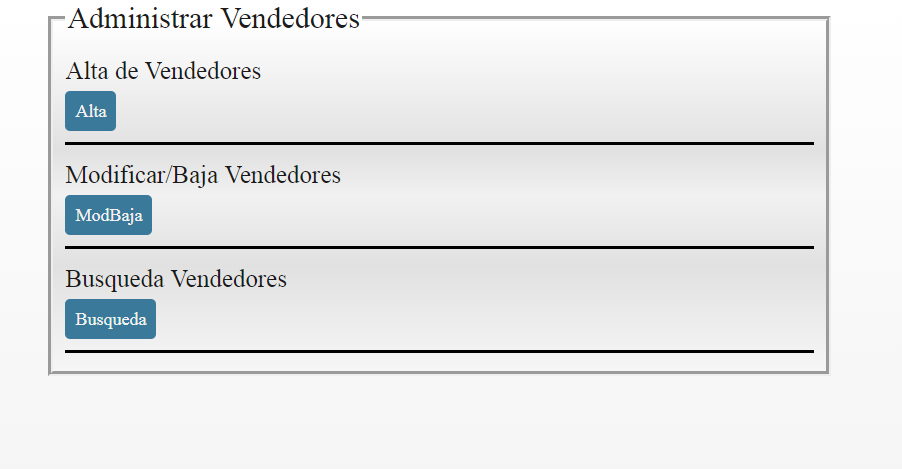 Administrar Vendedores
Alta de Vendedores
Alta
Modificar/Baja Vendedores
ModBaja
Busqueda Vendedores
Busqueda